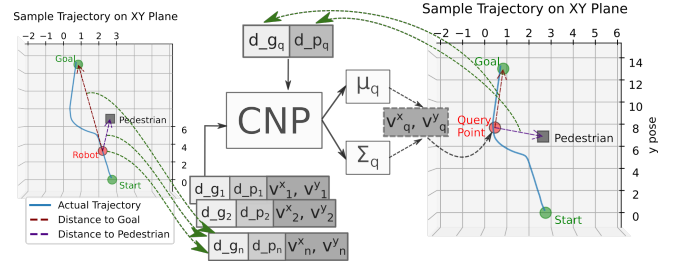 Sample Trajectory on XY Plane
−2 −1 0 1 2 3
Goal
Pedestrian
Robot
Start
6
4
2
0
Actual Trajectory
Distance to Goal
Distance to Pedestrian
d_gq d_pq
CNP
μq
Σq
vxq, vyq
d_g1 d_p1 vx1, vy1
d_g2 d_p2 vx2, vy2
d_gn d_pn vxn, vyn
Sample Trajectory on XY Plane
−2 −1 0 1 2 3 4 5 6
Goal
Query
Point
Pedestrian
Start
14
12
10
8
6
4
2
0
y pose